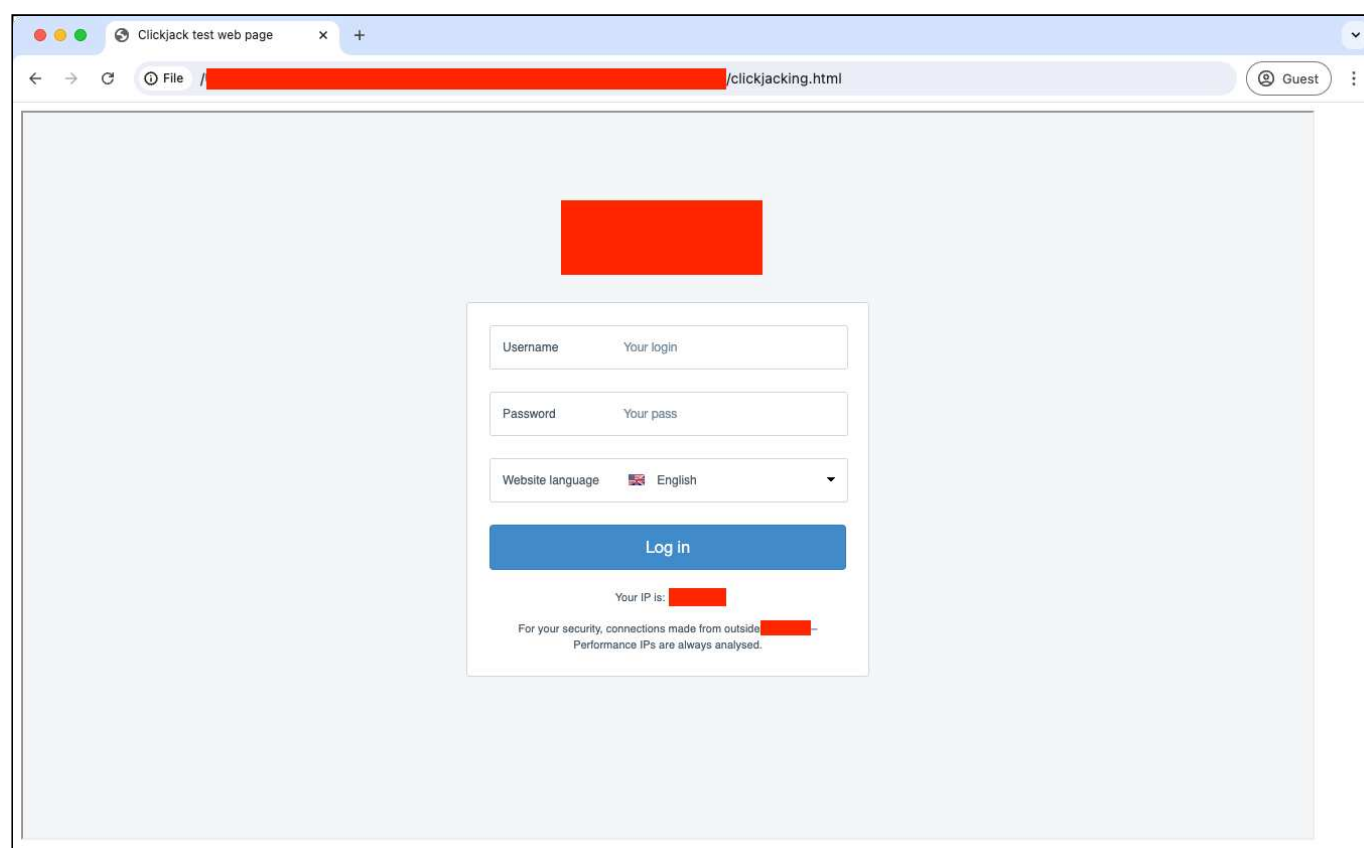 Clickjack test web page
File / /clickjacking.html
Guest
Username Your login
Password Your pass
Website language English
Log in
Your IP is:
For your security, connections made from outside –
Performance IPs are always analysed.